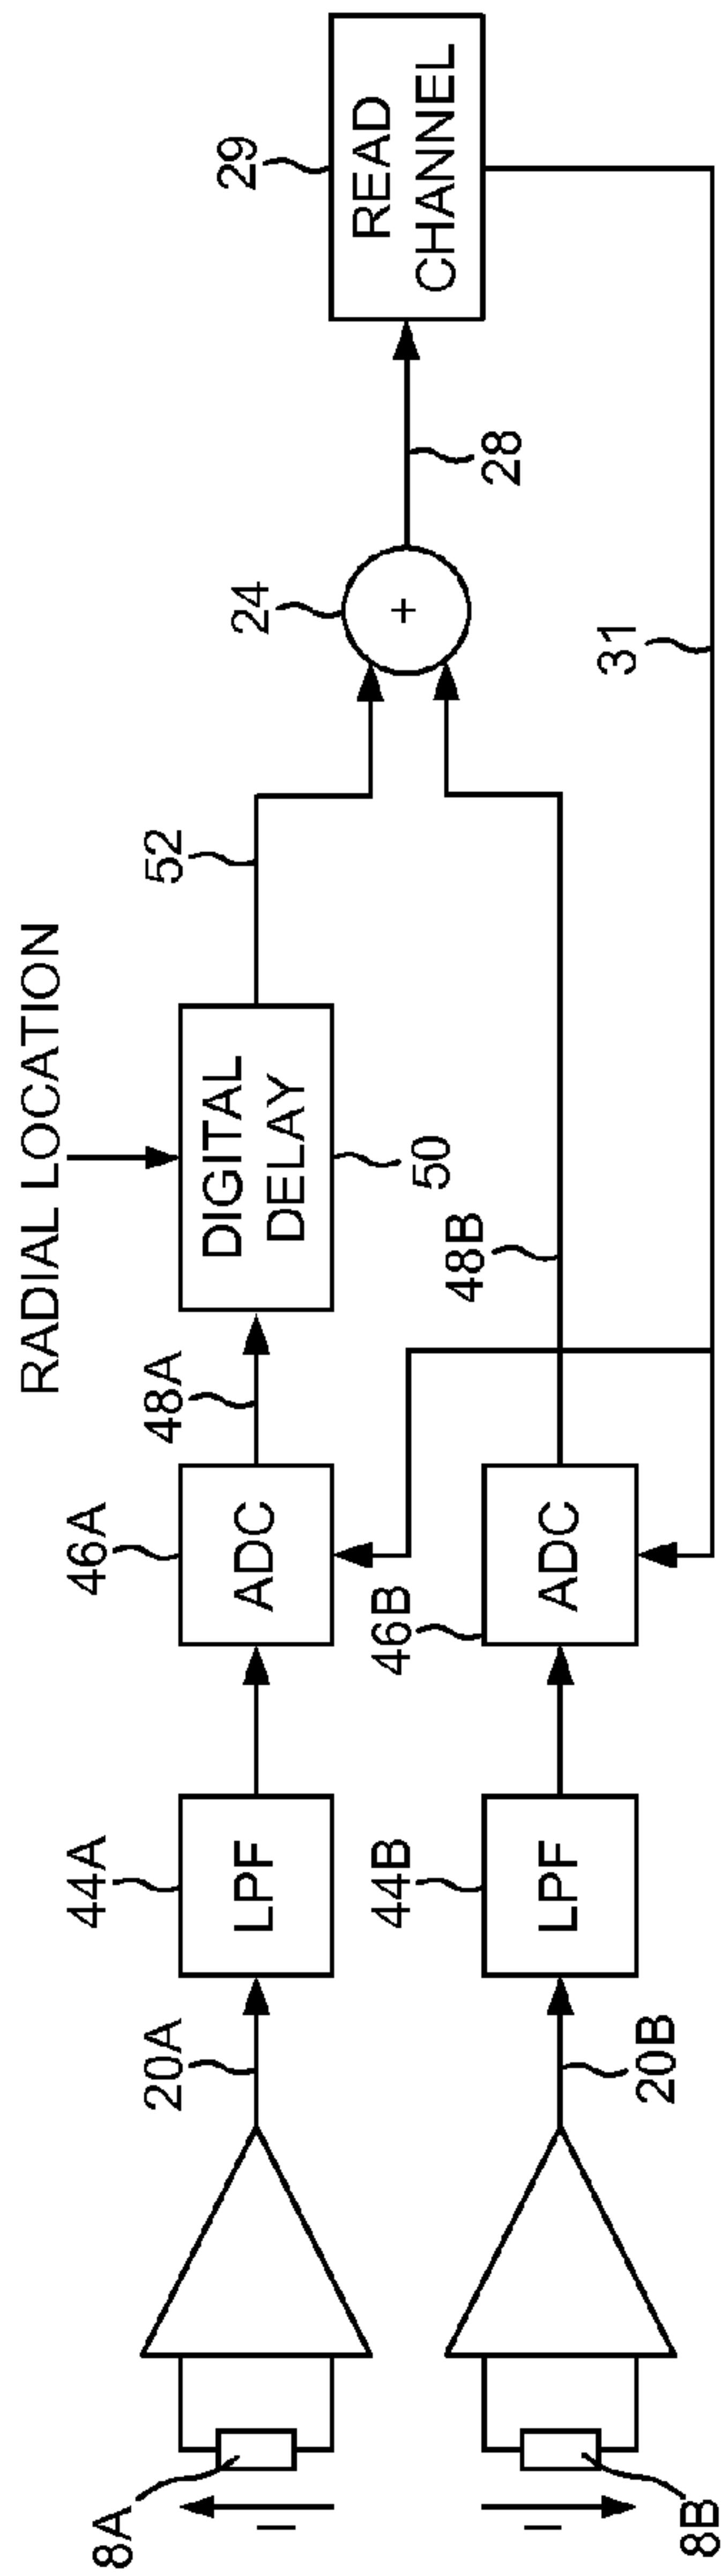 RADIAL LOCATION
8A
I
20A
44A
LPF
46A
ADC
48A
DIGITAL
DELAY
50
52
24
+
28
29
READ
CHANNEL
8B
I
20B
44B
LPF
46B
ADC
48B
31